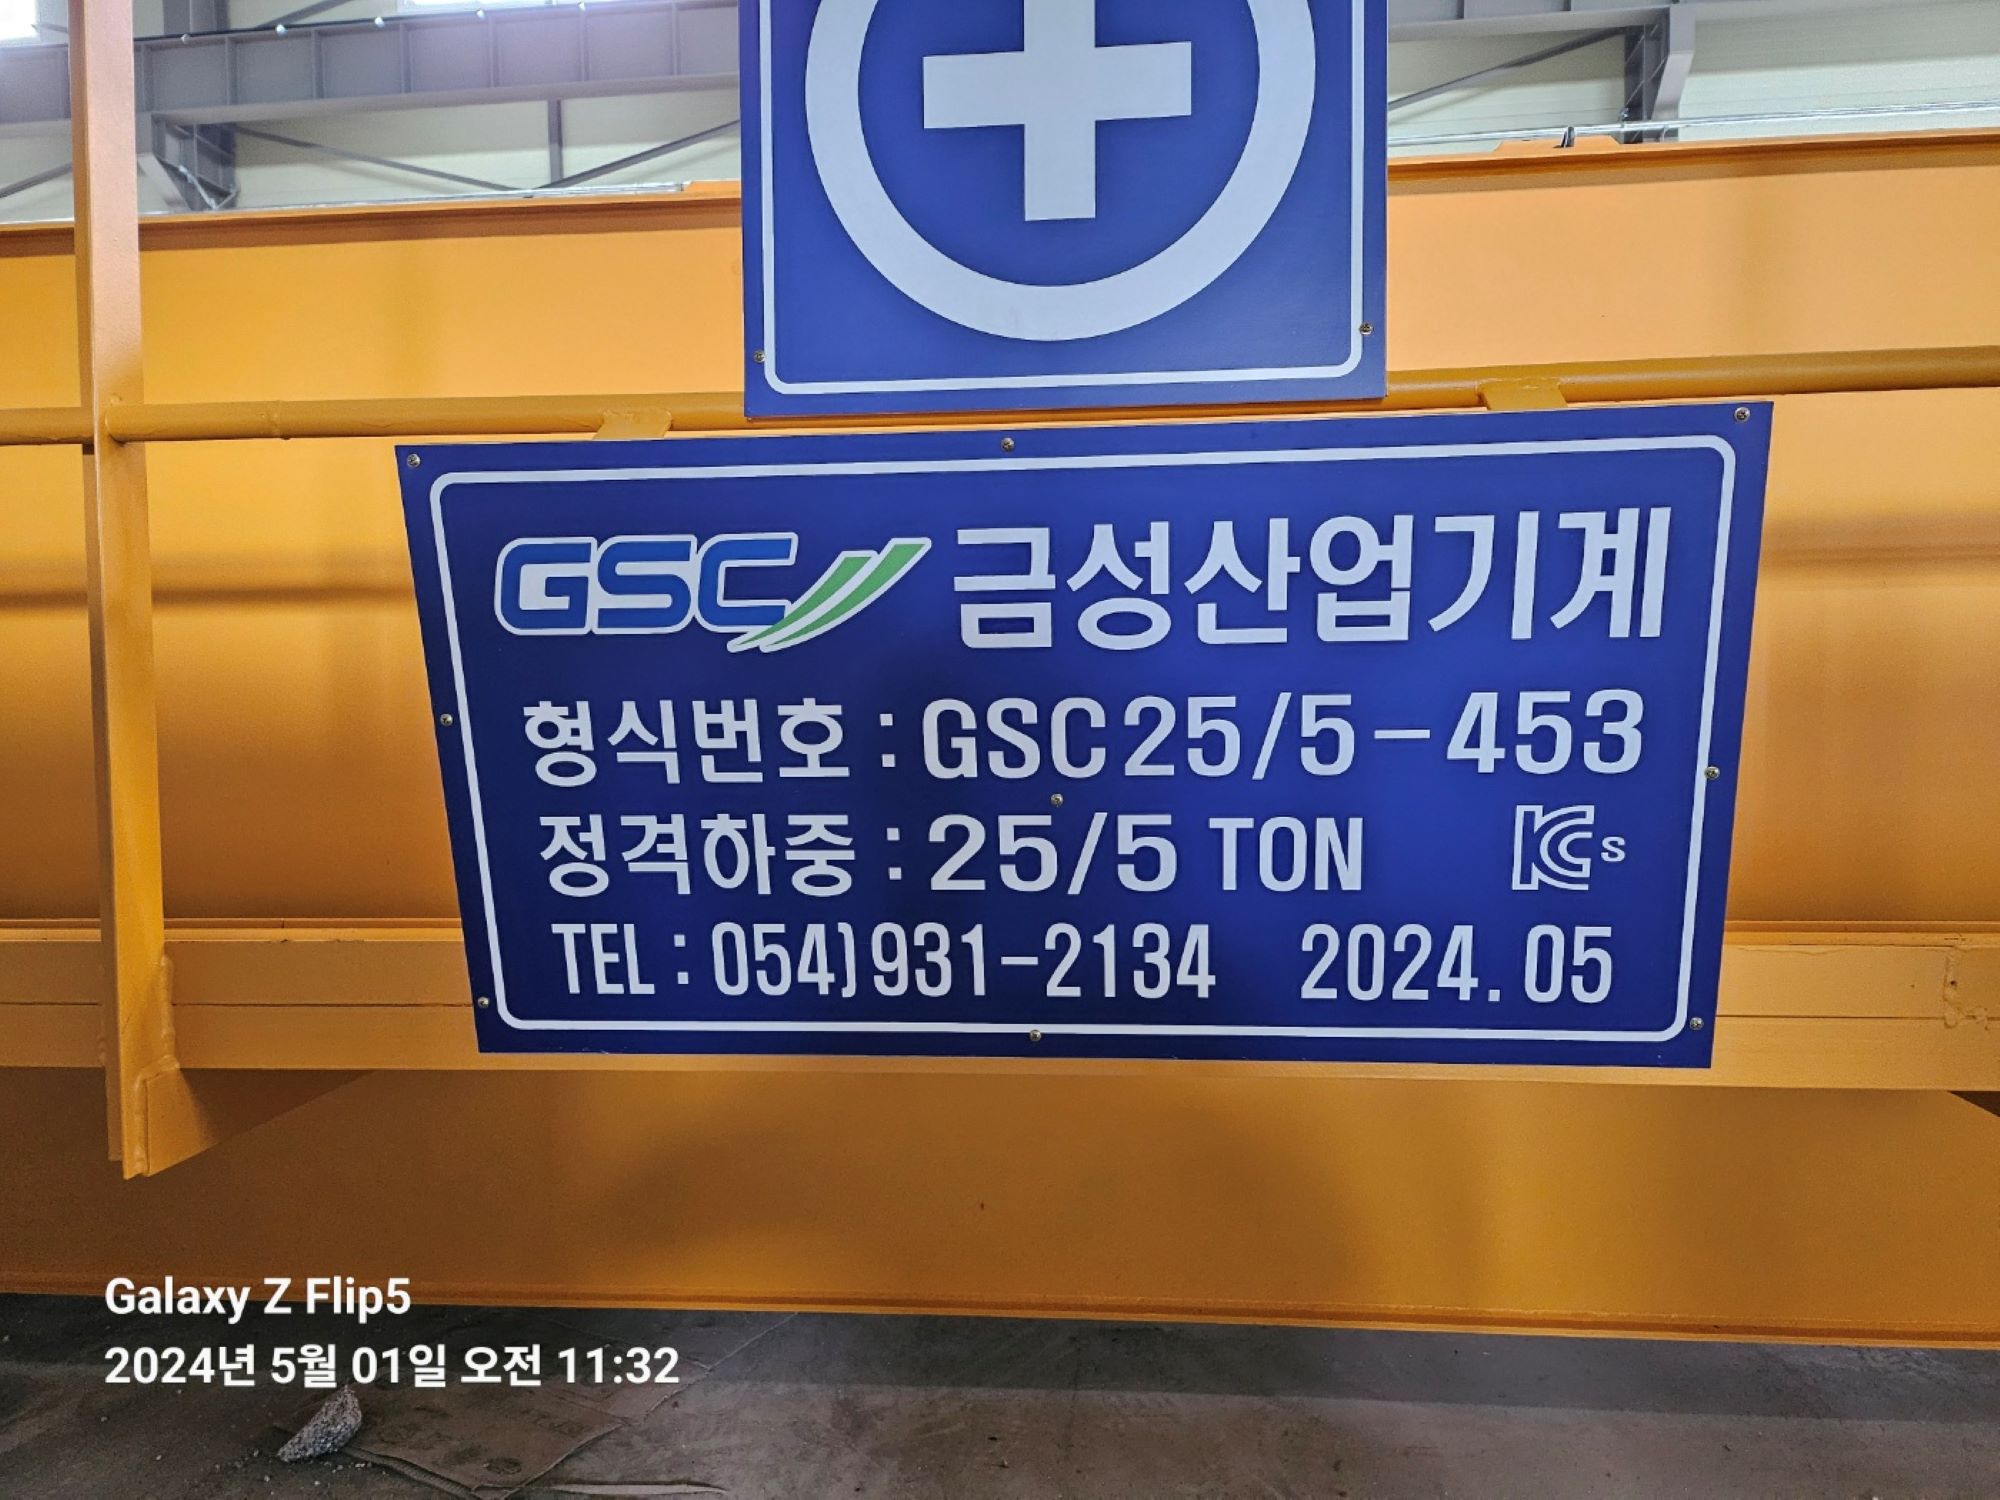 GSC 금성산업기계
형식번호 : GSC25/5-453
정격하중 : 25/5 TON KCs
TEL : 054)931-2134 2024.05
Galaxy Z Flip5
2024년 5월 01일 오전 11:32